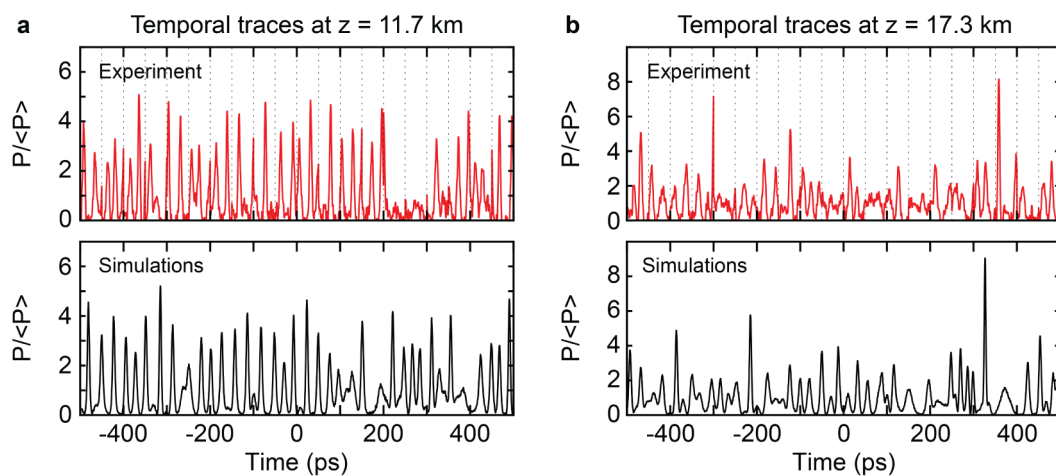 a Temporal traces at z = 11.7 km
Experiment
P/<P>
6
4
2
0
Simulations
P/<P>
6
4
2
0
-400 -200 0 200 400
Time (ps)
b Temporal traces at z = 17.3 km
Experiment
P/<P>
8
6
4
2
0
Simulations
P/<P>
8
6
4
2
0
-400 -200 0 200 400
Time (ps)